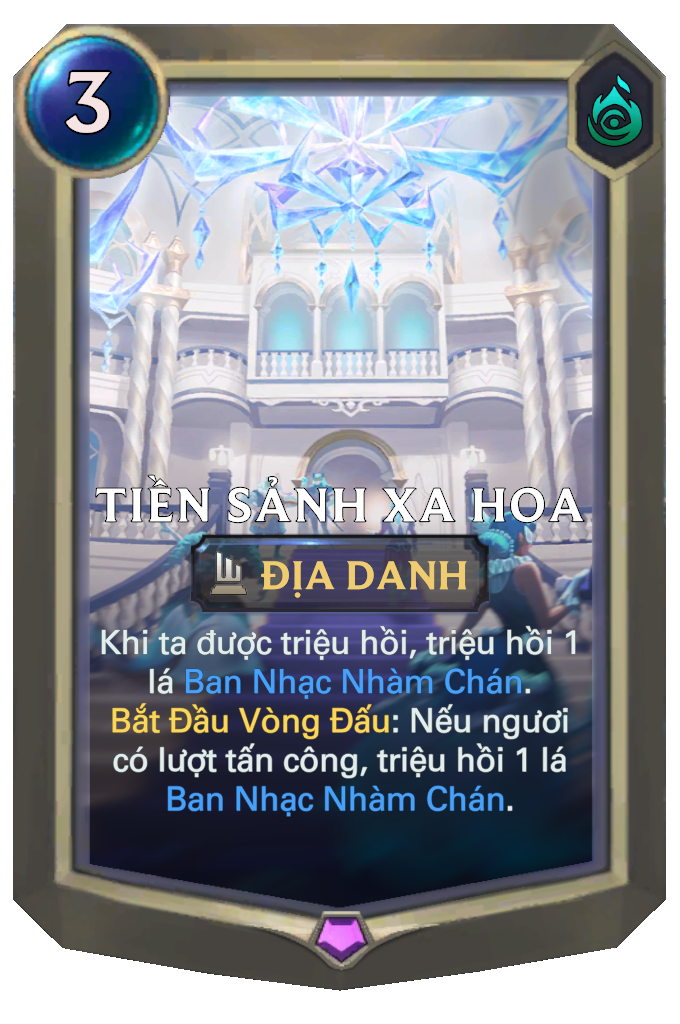 3
TIỀN SẢNH XA HOA
ĐỊA DANH
Khi ta được triệu hồi, triệu hồi 1
lá Ban Nhạc Nhàm Chán.
Bắt Đầu Vòng Đấu: Nếu ngươi
có lượt tấn công, triệu hồi 1 lá
Ban Nhạc Nhàm Chán.